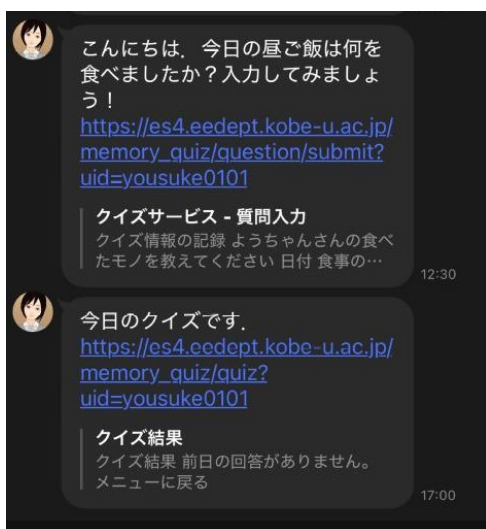 こんにちは．今日の昼ご飯は何を
食べましたか？入力してみましょ
う！
https://es4.eedept.kobe-u.ac.jp/
memory_quiz/question/submit?
uid=yousuke0101
クイズサービス - 質問入力
クイズ情報の記録 ようちゃんさんの食べ
たモノを教えてください 日付 食事の…
12:30
今日のクイズです．
https://es4.eedept.kobe-u.ac.jp/
memory_quiz/quiz?
uid=yousuke0101
クイズ結果
クイズ結果 前日の回答がありません。
メニューに戻る
17:00